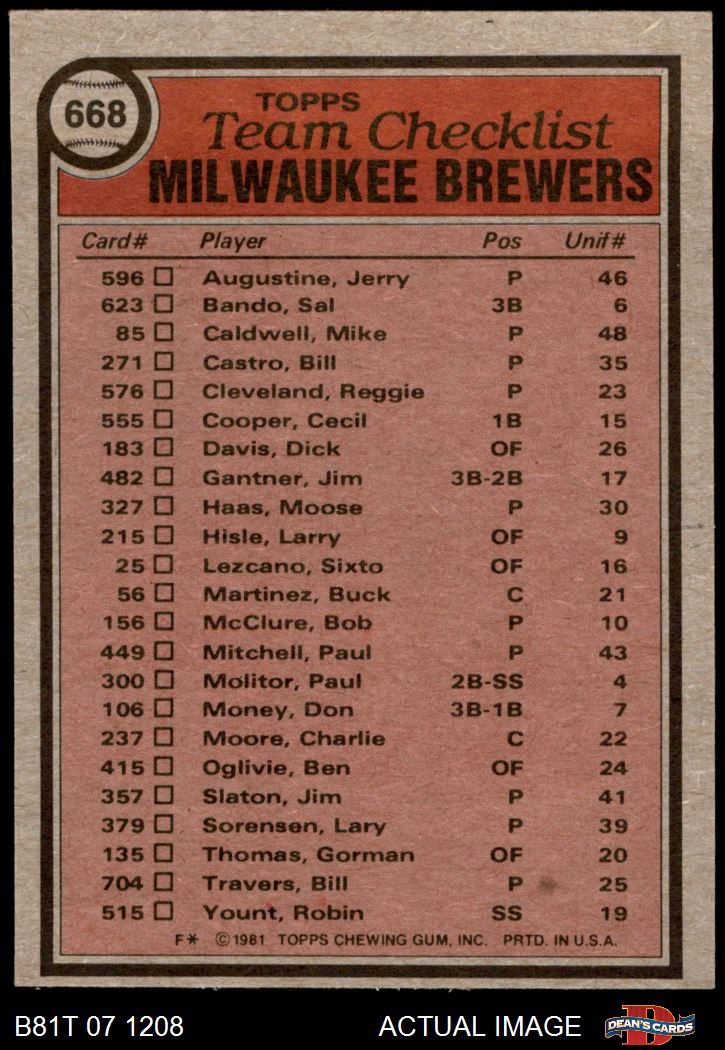 668
TOPPS
Team Checklist
MILWAUKEE BREWERS
Card# Player Pos Unif#
596 Augustine, Jerry P 46
623 Bando, Sal 3B 6
85 Caldwell, Mike P 48
271 Castro, Bill P 35
576 Cleveland, Reggie P 23
555 Cooper, Cecil 1B 15
183 Davis, Dick OF 26
482 Gantner, Jim 3B-2B 17
327 Haas, Moose P 30
215 Hisle, Larry OF 9
25 Lezcano, Sixto OF 16
56 Martinez, Buck C 21
156 McClure, Bob P 10
449 Mitchell, Paul P 43
300 Molitor, Paul 2B-SS 4
106 Money, Don 3B-1B 7
237 Moore, Charlie C 22
415 Oglivie, Ben OF 24
357 Slaton, Jim P 41
379 Sorensen, Lary P 39
135 Thomas, Gorman OF 20
704 Travers, Bill P 25
515 Yount, Robin SS 19
F* ©1981 TOPPS CHEWING GUM, INC. PRTD. IN U.S.A.
B81T 07 1208 ACTUAL IMAGE D DEAN'S CARDS